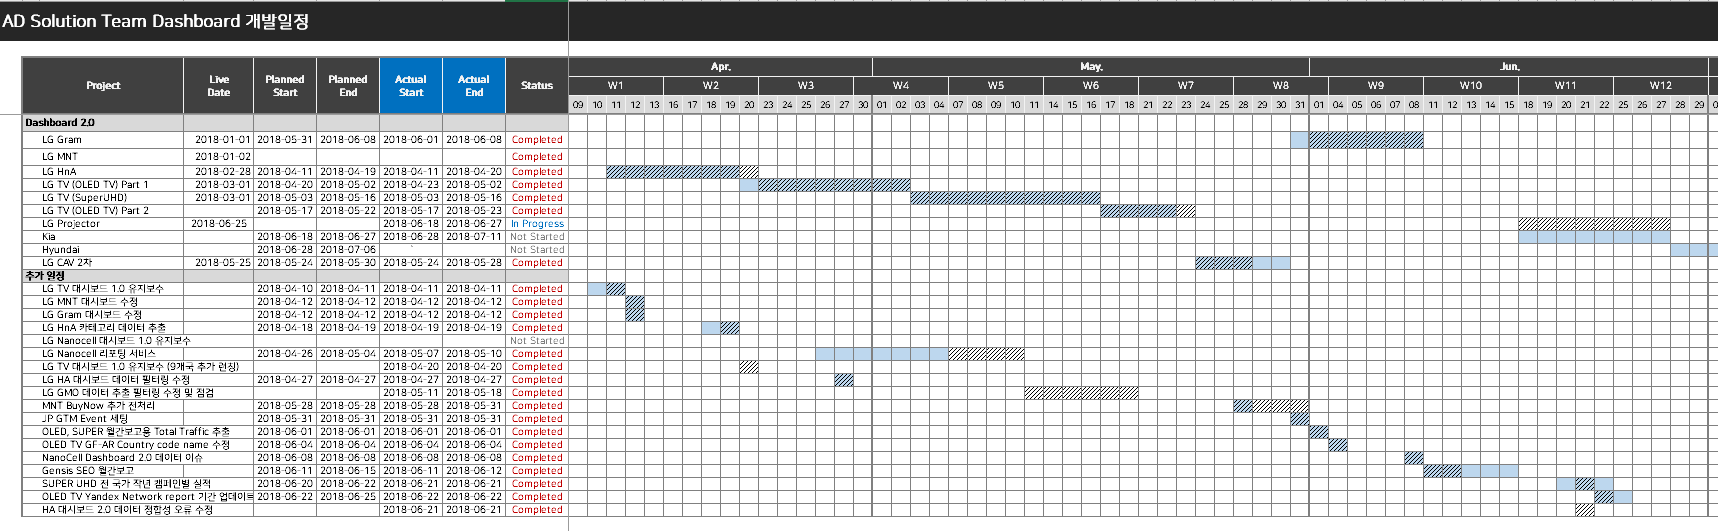 AD Solution Team Dashboard 개발일정
Project Live Date Planned Start Planned End Actual Start Actual End Status Apr. May. Jun.
W1 W2 W3 W4 W5 W6 W7 W8 W9 W10 W11 W12
09 10 11 12 13 16 17 18 19 20 23 24 25 26 27 30 01 02 03 04 07 08 09 10 11 14 15 16 17 18 21 22 23 24 25 28 29 30 31 01 04 05 06 07 08 11 12 13 14 15 18 19 20 21 22 25 26 27 28 29 0
Dashboard 2.0
LG Gram 2018-01-01 2018-05-31 2018-06-08 2018-06-01 2018-06-08 Completed
LG MNT 2018-01-02 Completed
LG HnA 2018-02-28 2018-04-11 2018-04-19 2018-04-11 2018-04-20 Completed
LG TV (OLED TV) Part 1 2018-03-01 2018-04-20 2018-05-02 2018-04-23 2018-05-02 Completed
LG TV (SuperUHD) 2018-03-01 2018-05-03 2018-05-16 2018-05-03 2018-05-16 Completed
LG TV (OLED TV) Part 2 2018-05-17 2018-05-22 2018-05-17 2018-05-23 Completed
LG Projector 2018-06-25 2018-06-18 2018-06-27 In Progress
Kia 2018-06-18 2018-06-27 2018-06-28 2018-07-11 Not Started
Hyundai 2018-06-28 2018-07-06 Not Started
LG CAV 2차 2018-05-25 2018-05-24 2018-05-30 2018-05-24 2018-05-28 Completed
추가 일정
LG TV 대시보드 1.0 유지보수 2018-04-10 2018-04-11 2018-04-11 2018-04-11 Completed
LG MNT 대시보드 수정 2018-04-12 2018-04-12 2018-04-12 2018-04-12 Completed
LG Gram 대시보드 수정 2018-04-12 2018-04-12 2018-04-12 2018-04-12 Completed
LG HnA 카테고리 데이터 추출 2018-04-18 2018-04-19 2018-04-19 2018-04-19 Completed
LG Nanocell 대시보드 1.0 유지보수 Not Started
LG Nanocell 리포팅 서비스 2018-04-26 2018-05-04 2018-05-07 2018-05-10 Completed
LG TV 대시보드 1.0 유지보수 (9개국 추가 런칭) 2018-04-20 2018-04-20 Completed
LG HA 대시보드 데이터 필터링 수정 2018-04-27 2018-04-27 2018-04-27 2018-04-27 Completed
LG GMO 데이터 추출 필터링 수정 및 점검 2018-05-11 2018-05-18 Completed
MNT BuyNow 추가 전처리 2018-05-28 2018-05-28 2018-05-28 2018-05-31 Completed
JP GTM Event 세팅 2018-05-31 2018-05-31 2018-05-31 2018-05-31 Completed
OLED, SUPER 월간보고용 Total Traffic 추출 2018-06-01 2018-06-01 2018-06-01 2018-06-01 Completed
OLED TV GF-AR Country code name 수정 2018-06-04 2018-06-04 2018-06-04 2018-06-04 Completed
NanoCell Dashboard 2.0 데이터 이슈 2018-06-08 2018-06-08 2018-06-08 2018-06-08 Completed
Gensis SEO 월간보고 2018-06-11 2018-06-15 2018-06-11 2018-06-12 Completed
SUPER UHD 전 국가 작년 캠페인별 실적 2018-06-20 2018-06-22 2018-06-21 2018-06-21 Completed
OLED TV Yandex Network report 기간 업데이트 2018-06-22 2018-06-25 2018-06-22 2018-06-22 Completed
HA 대시보드 2.0 데이터 정합성 오류 수정 2018-06-21 2018-06-21 Completed